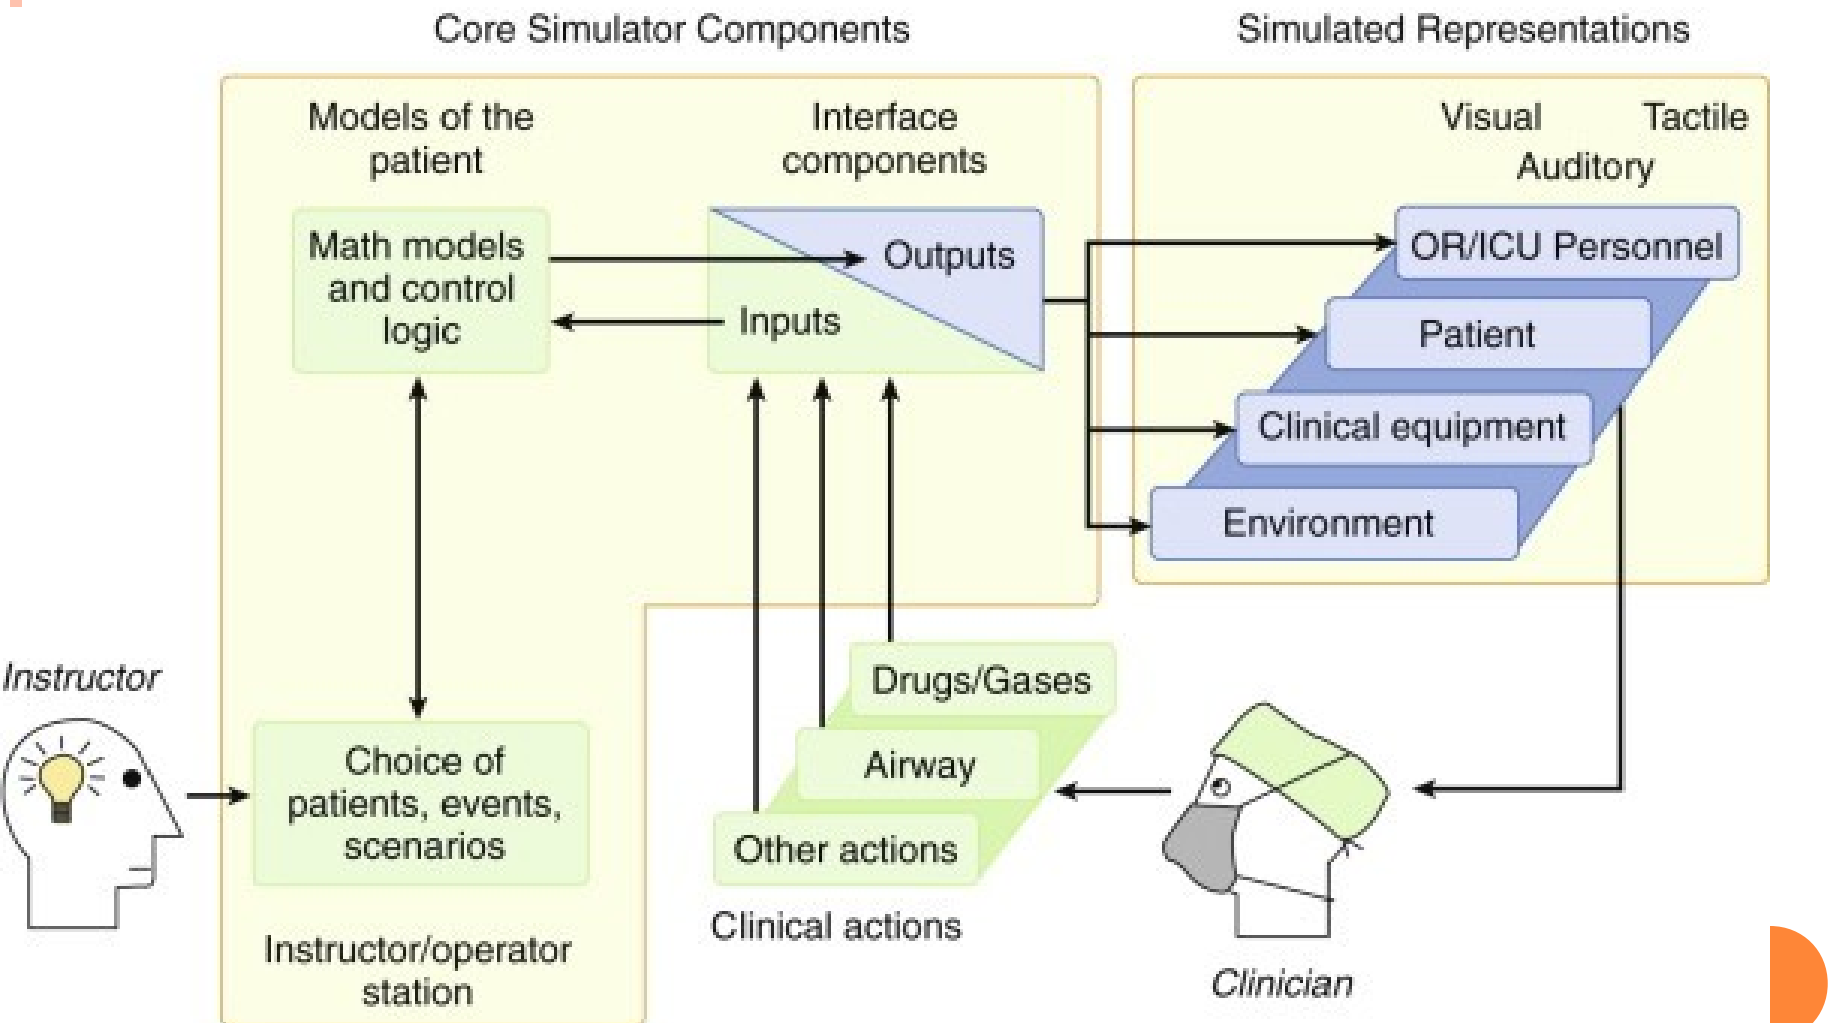 Core Simulator Components
Simulated Representations
Models of the
patient
Interface
components
Visual
Tactile
Auditory
Math models
and control
logic
Outputs
Inputs
OR/ICU Personnel
Patient
Clinical equipment
Environment
Instructor
Choice of
patients, events,
scenarios
Instructor/operator
station
Drugs/Gases
Airway
Other actions
Clinical actions
Clinician